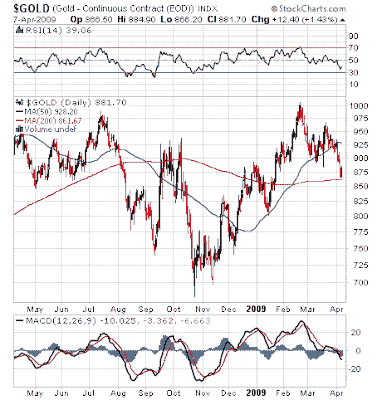 $GOLD (Gold - Continuous Contract (EOD)) INDX © StockCharts.com
7-Apr-2009 Op 866.50 Hi 884.90 Lo 866.20 Cl 881.70 Chg +12.40 (+1.43%) ▲
RSI(14) 39.06
90
70
50
30
10
$GOLD (Daily) 881.70
MA(50) 928.20
MA(200) 861.67
Volume undef
1000
975
950
925
900
875
850
825
800
775
750
725
700
May Jun Jul Aug Sep Oct Nov Dec 2009 Feb Mar Apr
MACD(12,26,9) -10.025, -3.362, -6.663
20
0
-20
May Jun Jul Aug Sep Oct Nov Dec 2009 Feb Mar Apr